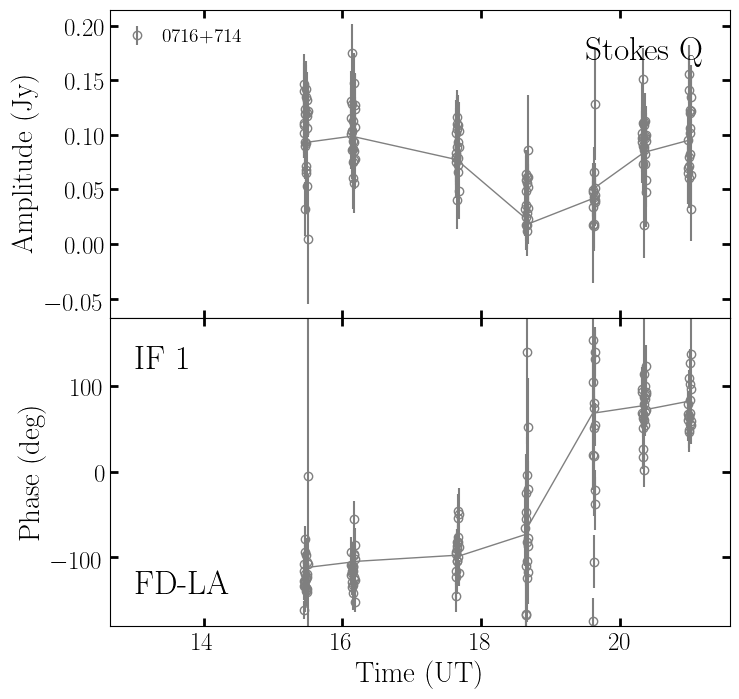 0716+714
Stokes Q
Amplitude (Jy)
0.20
0.15
0.10
0.05
0.00
−0.05
IF 1
FD-LA
Phase (deg)
100
0
−100
14 16 18 20
Time (UT)